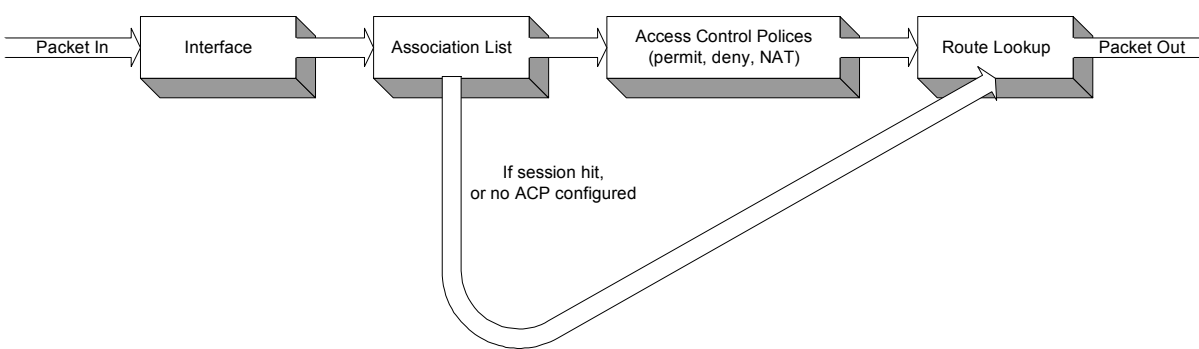 Packet In
Interface
Association List
Access Control Polices
(permit, deny, NAT)
Route Lookup
Packet Out
If session hit,
or no ACP configured